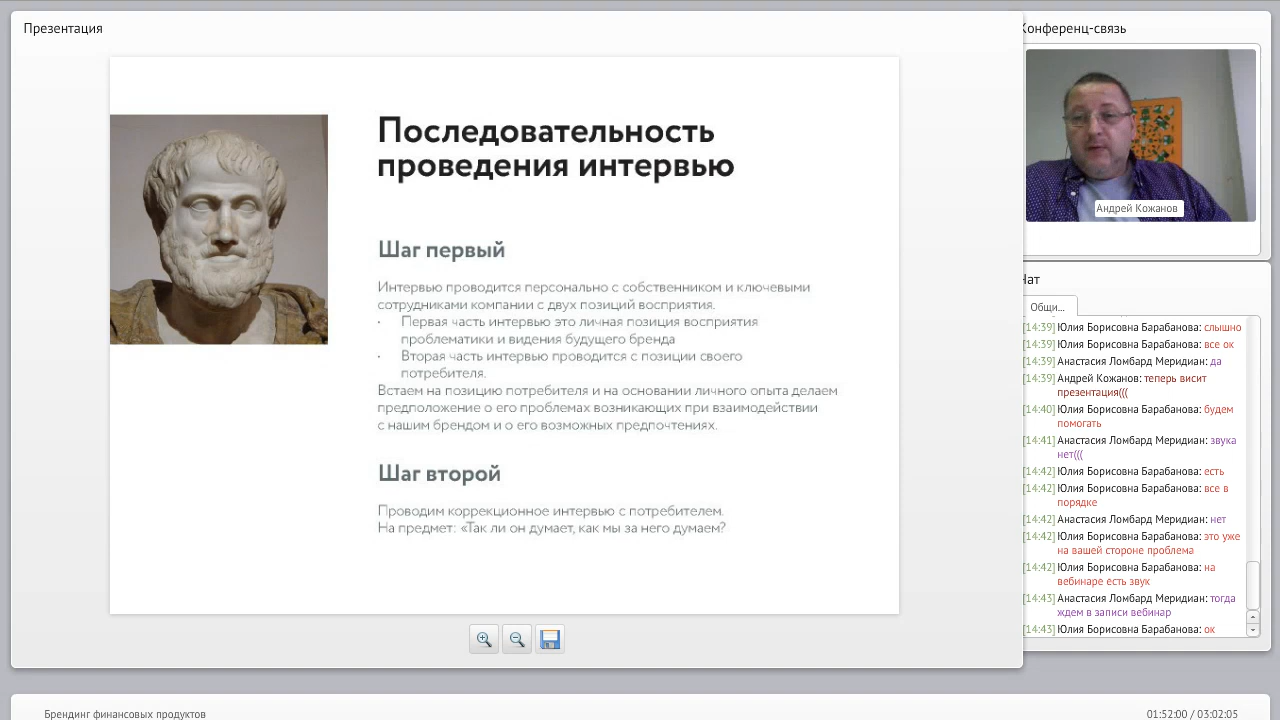 Презентация
Последовательность
проведения интервью
Шаг первый
Интервью проводится персонально с собственником и ключевыми
сотрудниками компании с двух позиций восприятия.
• Первая часть интервью это личная позиция восприятия
проблематики и видения будущего бренда
• Вторая часть интервью проводится с позиции своего
потребителя.
Встаем на позицию потребителя и на основании личного опыта делаем
предположение о его проблемах возникающих при взаимодействии
с нашим брендом и о его возможных предпочтениях.
Шаг второй
Проводим коррекционное интервью с потребителем.
На предмет: «Так ли он думает, как мы за него думаем?
Конференц-связь
Андрей Кожанов
Чат
Общи...
[14:39] Юлия Борисовна Барабанова: слышно
[14:39] Юлия Борисовна Барабанова: все ок
[14:39] Анастасия Ломбард Меридиан: да
[14:39] Андрей Кожанов: теперь висит
презентация(((
[14:40] Юлия Борисовна Барабанова: будем
помогать
[14:41] Анастасия Ломбард Меридиан: звука
нет(((
[14:42] Юлия Борисовна Барабанова: есть
[14:42] Юлия Борисовна Барабанова: все в
порядке
[14:42] Анастасия Ломбард Меридиан: нет
[14:42] Юлия Борисовна Барабанова: это уже
на вашей стороне проблема
[14:42] Юлия Борисовна Барабанова: на
вебинаре есть звук
[14:43] Анастасия Ломбард Меридиан: тогда
ждем в записи вебинар
[14:43] Юлия Борисовна Барабанова: ок
Брендинг финансовых продуктов
01:52:00 / 03:02:05